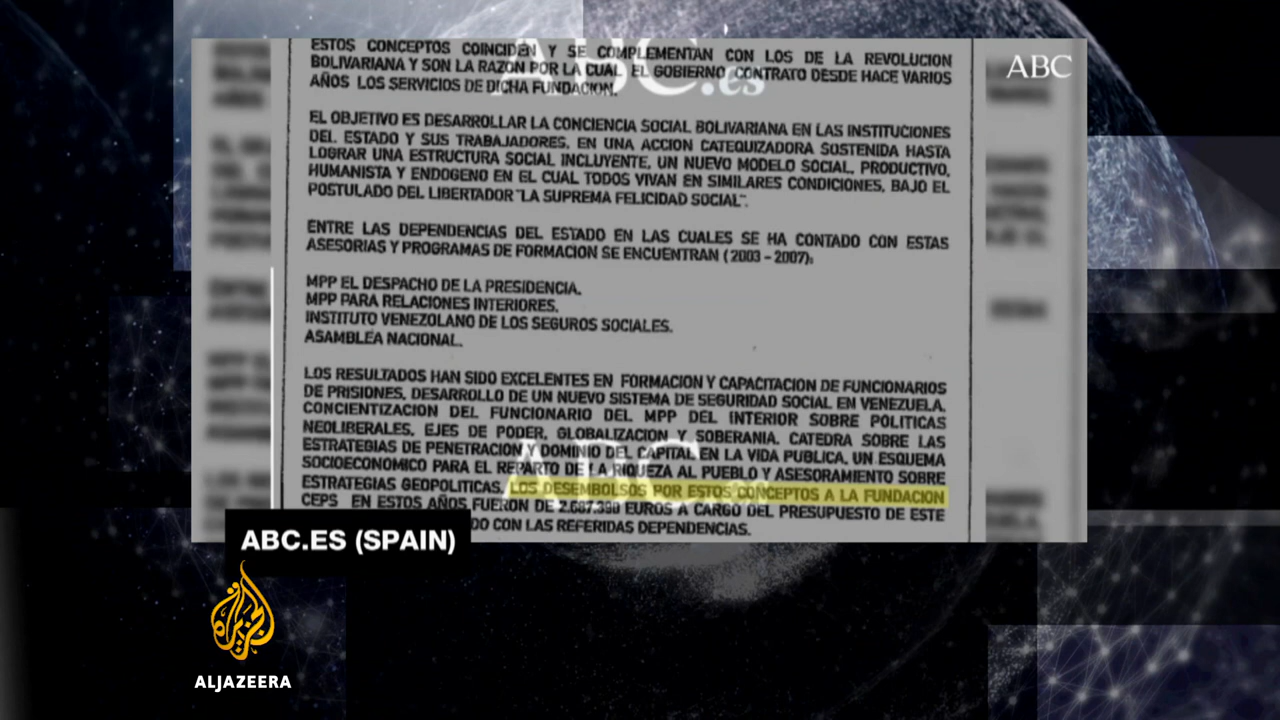 ABC
ESTOS CONCEPTOS COINCIDEN Y SE COMPLEMENTAN CON LOS DE LA REVOLUCION
BOLIVARIANA Y SON LA RAZON POR LA CUAL EL GOBIERNO CONTRATO DESDE HACE VARIOS
AÑOS LOS SERVICIOS DE DICHA FUNDACION.
ABC.es
EL OBJETIVO ES DESARROLLAR LA CONCIENCIA SOCIAL BOLIVARIANA EN LAS INSTITUCIONES
DEL ESTADO Y SUS TRABAJADORES, EN UNA ACCION CATEQUIZADORA SOSTENIDA HASTA
LOGRAR UNA ESTRUCTURA SOCIAL INCLUYENTE, UN NUEVO MODELO SOCIAL, PRODUCTIVO,
HUMANISTA Y ENDOGENO EN EL CUAL TODOS VIVAN EN SIMILARES CONDICIONES, BAJO EL
POSTULADO DEL LIBERTADOR "LA SUPREMA FELICIDAD SOCIAL".
ENTRE LAS DEPENDENCIAS DEL ESTADO EN LAS CUALES SE HA CONTADO CON ESTAS
ASESORIAS Y PROGRAMAS DE FORMACION SE ENCUENTRAN (2003 - 2007):
MPP EL DESPACHO DE LA PRESIDENCIA.
MPP PARA RELACIONES INTERIORES.
INSTITUTO VENEZOLANO DE LOS SEGUROS SOCIALES.
ASAMBLEA NACIONAL.
LOS RESULTADOS HAN SIDO EXCELENTES EN FORMACION Y CAPACITACION DE FUNCIONARIOS
DE PRISIONES, DESARROLLO DE UN NUEVO SISTEMA DE SEGURIDAD SOCIAL EN VENEZUELA,
CONCIENTIZACION DEL FUNCIONARIO DEL MPP DEL INTERIOR SOBRE POLITICAS
NEOLIBERALES, EJES DE PODER, GLOBALIZACION Y SOBERANIA. CATEDRA SOBRE LAS
ESTRATEGIAS DE PENETRACION Y DOMINIO DEL CAPITAL EN LA VIDA PUBLICA, UN ESQUEMA
SOCIOECONOMICO PARA EL REPARTO DE LA RIQUEZA AL PUEBLO Y ASESORAMIENTO SOBRE
ESTRATEGIAS GEOPOLITICAS. LOS DESEMBOLSOS POR ESTOS CONCEPTOS A LA FUNDACION
CEPS EN ESTOS AÑOS FUERON DE 2.687.390 EUROS A CARGO DEL PRESUPUESTO DE ESTE
DO CON LAS REFERIDAS DEPENDENCIAS.
ABC.ES (SPAIN)
ALJAZEERA